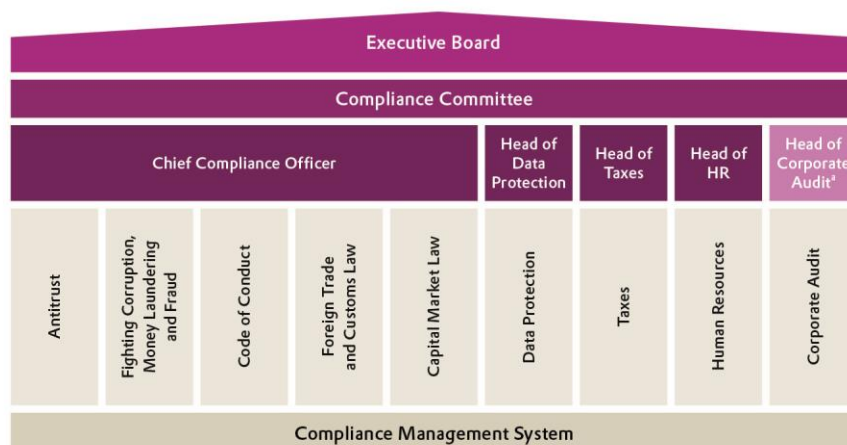 Executive Board
Compliance Committee
Chief Compliance Officer
Head of
Data
Protection
Head of
Taxes
Head of
HR
Head of
Corporate
Auditᵃ
Antitrust
Fighting Corruption,
Money Laundering
and Fraud
Code of Conduct
Foreign Trade
and Customs Law
Capital Market Law
Data Protection
Taxes
Human Resources
Corporate Audit
Compliance Management System